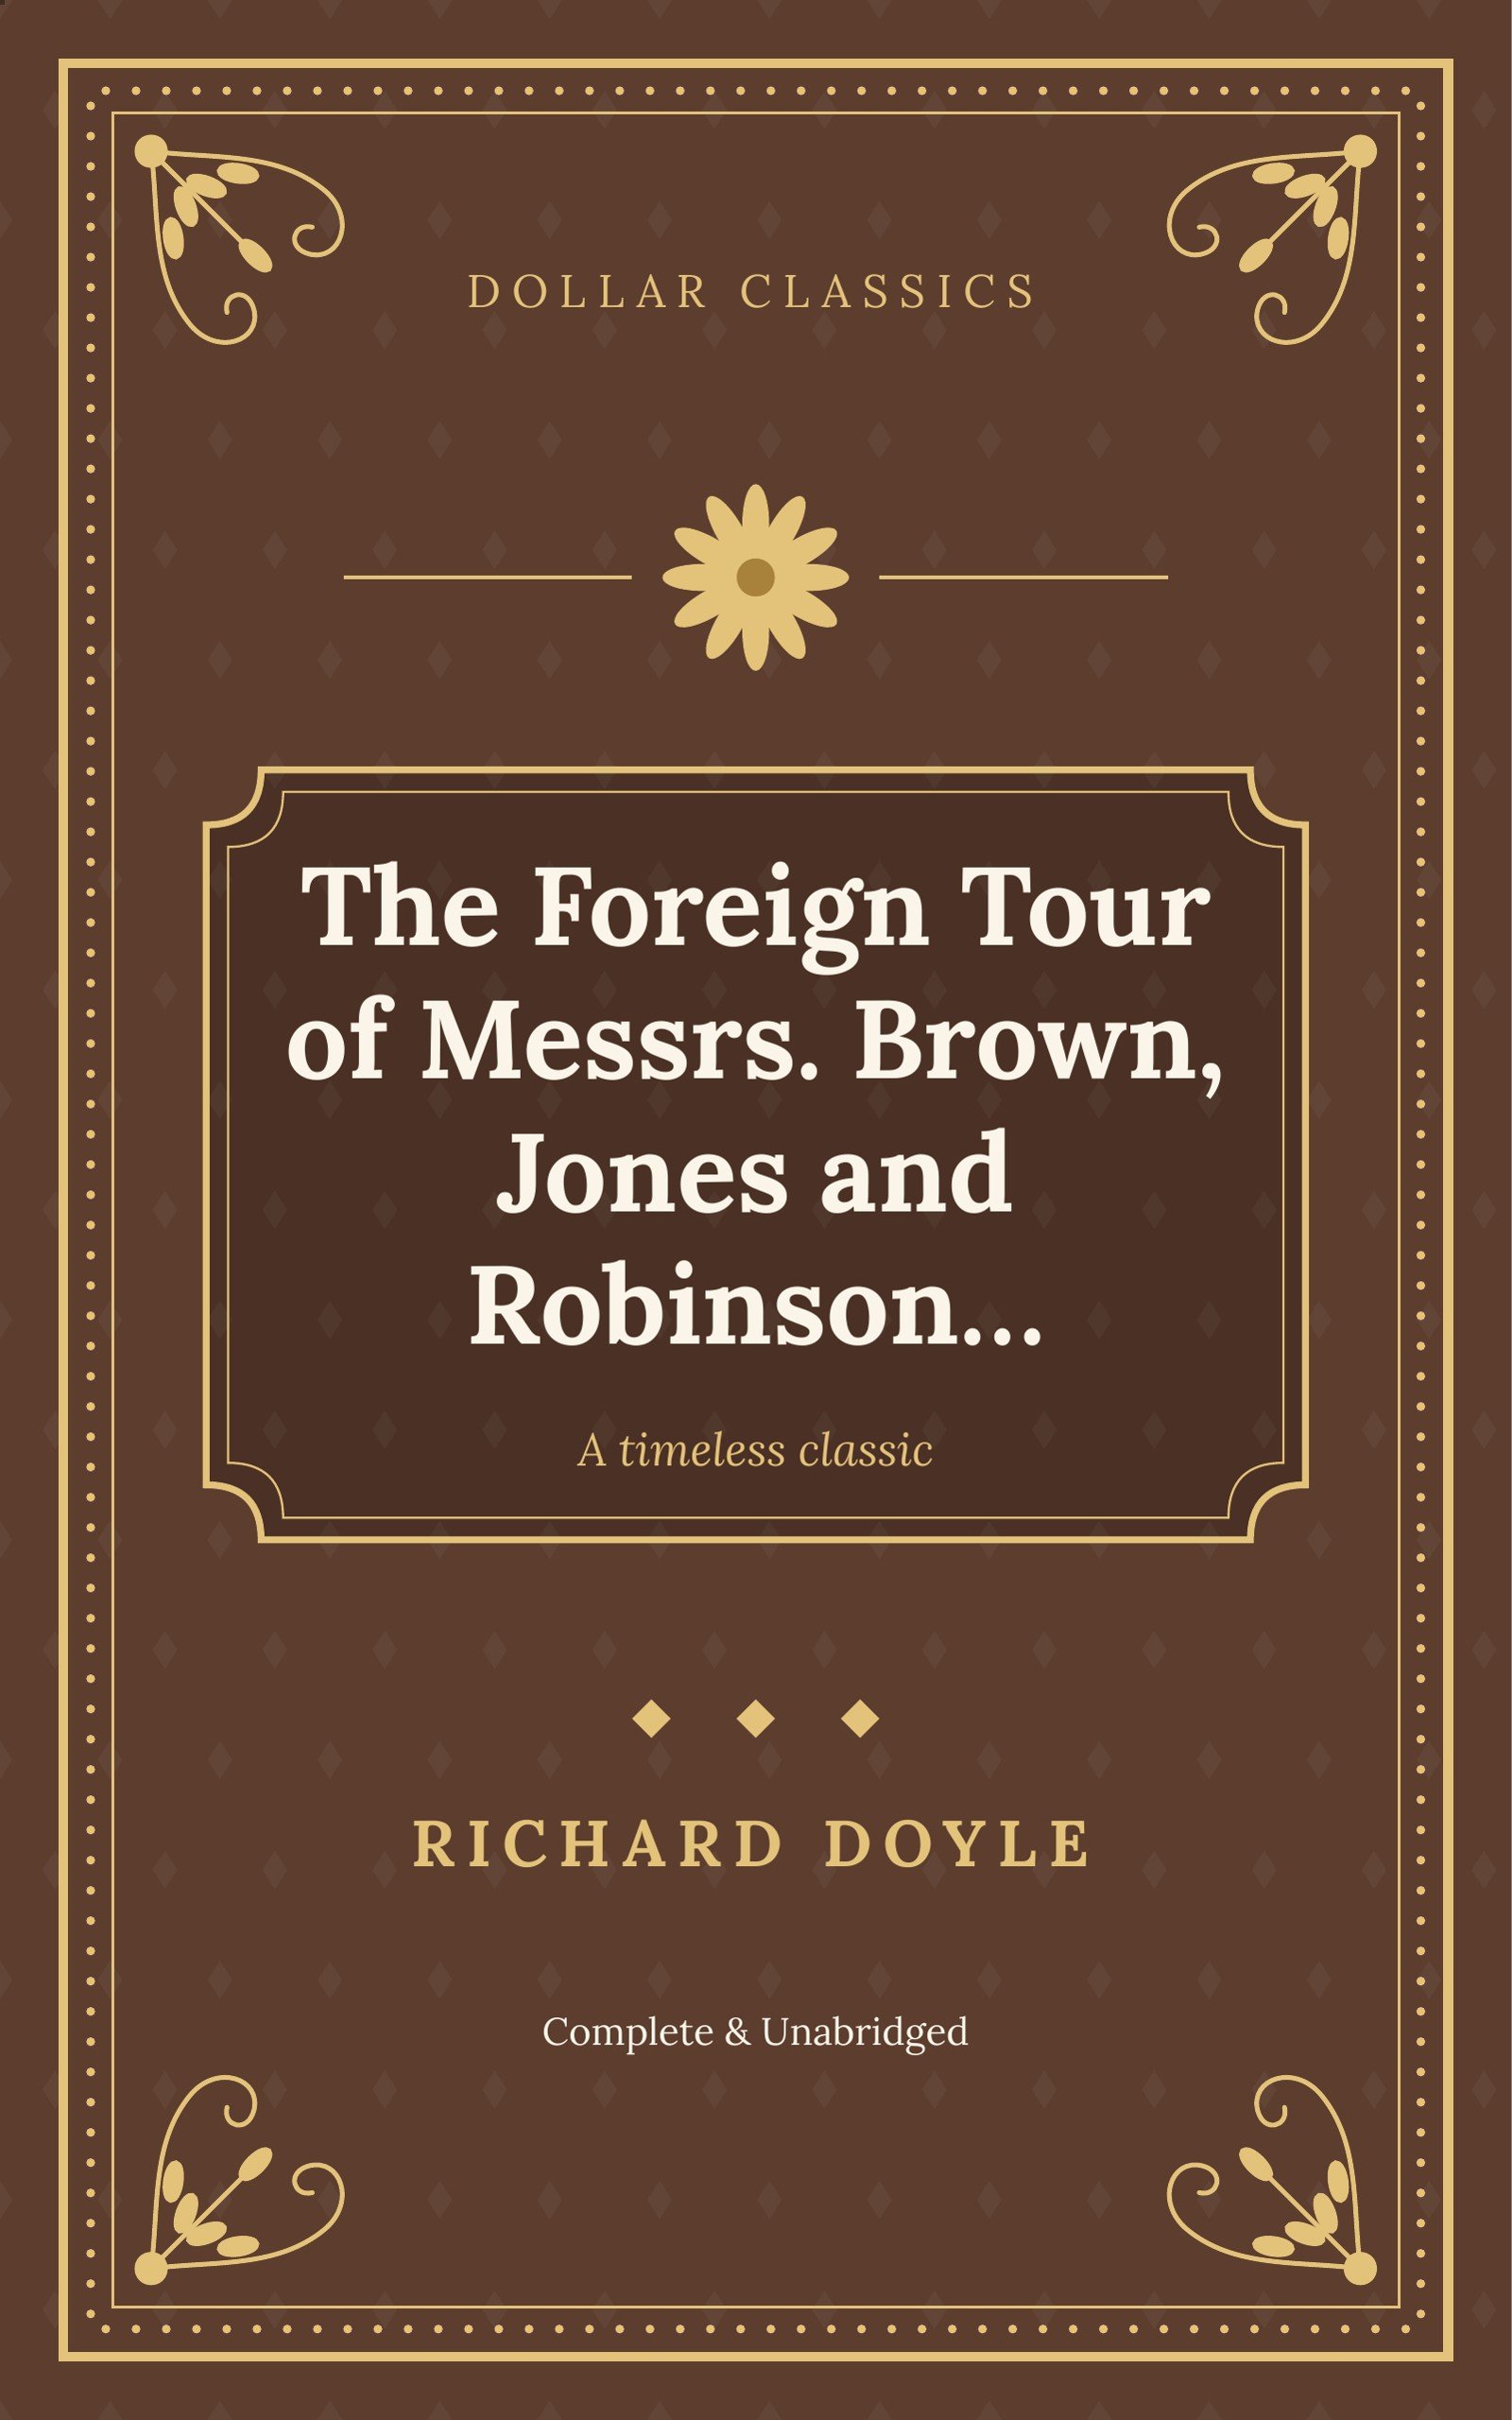 DOLLAR CLASSICS
The Foreign Tour
of Messrs. Brown,
Jones and
Robinson...
A timeless classic
RICHARD DOYLE
Complete & Unabridged